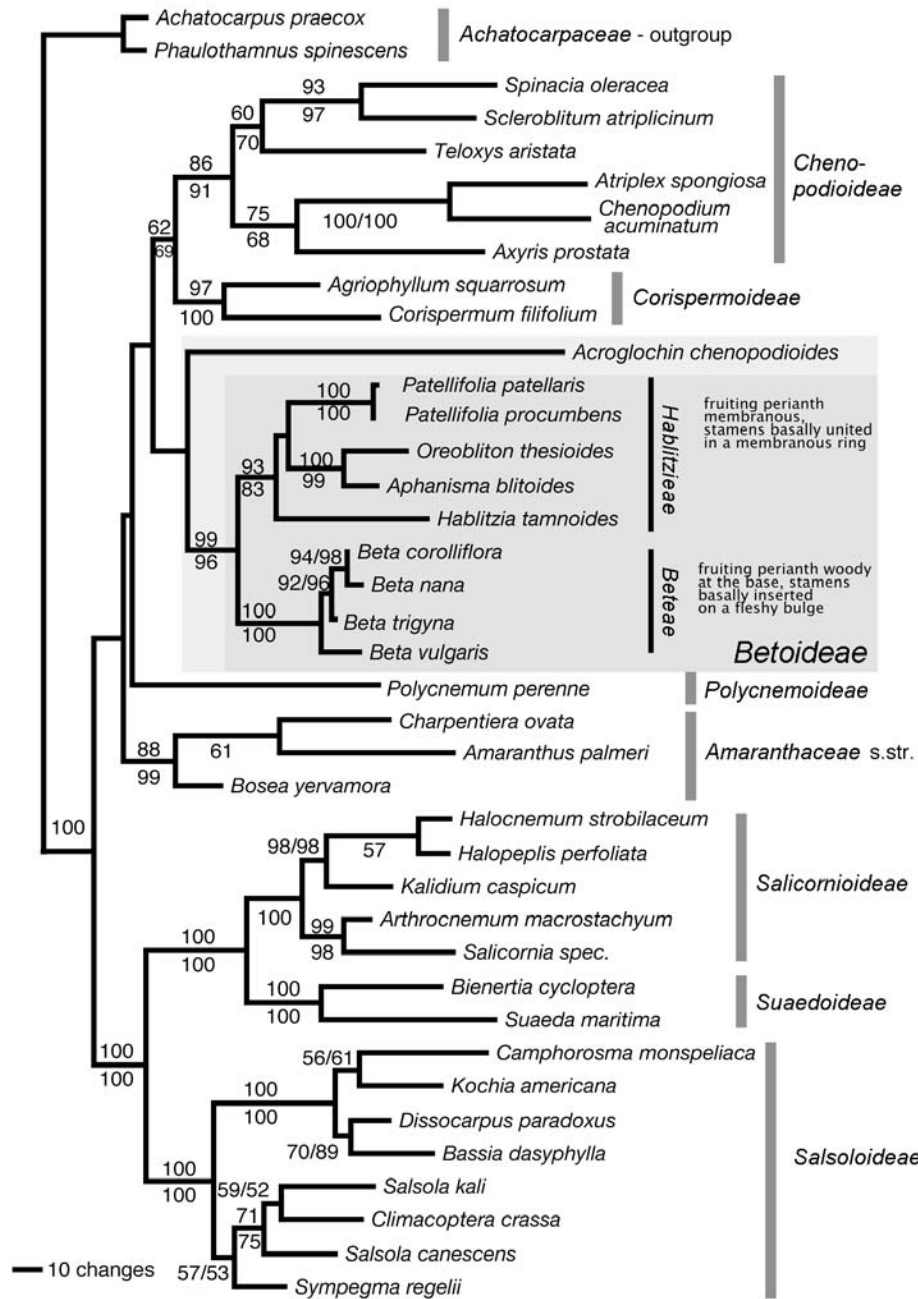 Achatocarpus praecox
Phaulothamnus spinescens
Achatocarpaceae - outgroup
93
Spinacia oleracea
97
Scleroblitum atriplicinum
60
70
Teloxys aristata
86
91
Atriplex spongiosa
100/100
Chenopodium
acuminatum
75
68
Axyris prostata
Cheno-
podioideae
62
69
97
Agriophyllum squarrosum
100
Corispermum filifolium
Corispermoideae
Acroglochin chenopodioides
100
Patellifolia patellaris
100
Patellifolia procumbens
Oreobliton thesioides
100
99
Aphanisma blitoides
93
83
Hablitzia tamnoides
Hablitzieae
fruiting perianth
membranous,
stamens basally united
in a membranous ring
99
96
94/98
Beta corolliflora
92/96
Beta nana
100
100
Beta trigyna
Beta vulgaris
Beteae
fruiting perianth woody
at the base, stamens
basally inserted
on a fleshy bulge
Betoideae
Polycnemum perenne
Polycnemoideae
Charpentiera ovata
88
61
Amaranthus palmeri
99
Bosea yervamora
Amaranthaceae s.str.
100
Halocnemum strobilaceum
98/98
57
Halopeplis perfoliata
Kalidium caspicum
100
Arthrocnemum macrostachyum
99
98
Salicornia spec.
Salicornioideae
100
100
100
Bienertia cycloptera
100
Suaeda maritima
Suaedoideae
100
100
56/61
Camphorosma monspeliaca
Kochia americana
100
100
Dissocarpus paradoxus
70/89
Bassia dasyphylla
Salsoloideae
100
100
59/52
Salsola kali
71
Climacoptera crassa
75
Salsola canescens
57/53
Sympegma regelii
10 changes